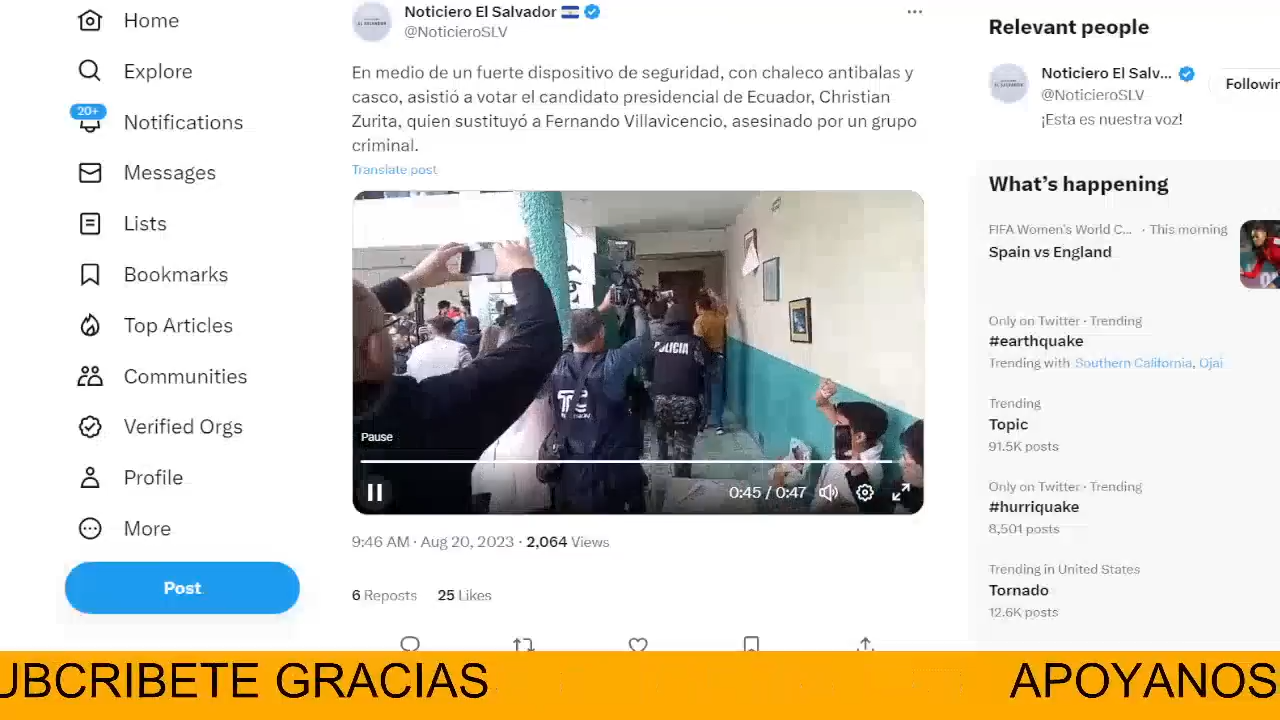 Home
Explore
20+
Notifications
Messages
Lists
Bookmarks
Top Articles
Communities
Verified Orgs
Profile
More
Post
Noticiero El Salvador
@NoticieroSLV
En medio de un fuerte dispositivo de seguridad, con chaleco antibalas y
casco, asistió a votar el candidato presidencial de Ecuador, Christian
Zurita, quien sustituyó a Fernando Villavicencio, asesinado por un grupo
criminal.
Translate post
POLICIA
TC
Pause
0:45 / 0:47
9:46 AM · Aug 20, 2023 · 2,064 Views
6 Reposts 25 Likes
Relevant people
Noticiero El Salv...
@NoticieroSLV
Followin
¡Esta es nuestra voz!
What's happening
FIFA Women's World C... · This morning
Spain vs England
Only on Twitter · Trending
#earthquake
Trending with Southern California, Ojai
Trending
Topic
91.5K posts
Only on Twitter · Trending
#hurriquake
8,501 posts
Trending in United States
Tornado
12.6K posts
UBCRIBETE GRACIAS APOYANOS